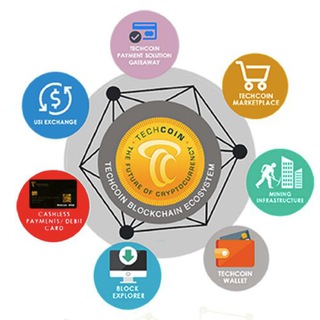 TECHCOIN
PAYMENT SOLUTION
GATEAWAY
USI EXCHANGE
TECHCOIN
MARKETPLACE
TECHCOIN
THE FUTURE OF CRYPTOCURRENCY
TECHCOIN BLOCKCHAIN ECOSYSTEM
CASHLESS
PAYMENTS/ DEBIT
CARD
MINING
INFRASTRUCTURE
BLOCK
EXPLORER
TECHCOIN
WALLET